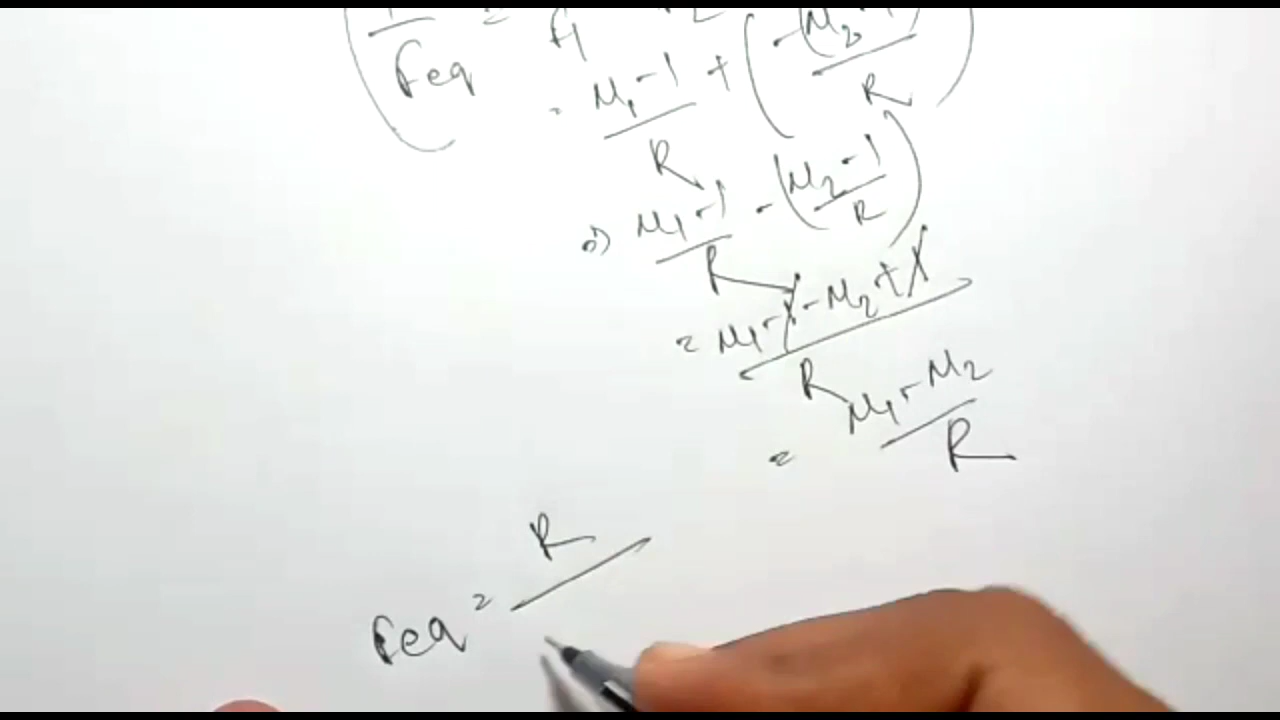 1/Feq = 1/F1
= μ1-1/R + (-(μ2-1)/R)
=) μ1-1/R - (μ2-1/R)
= μ1-1-μ2+1/R
= μ1-μ2/R
Feq = R/